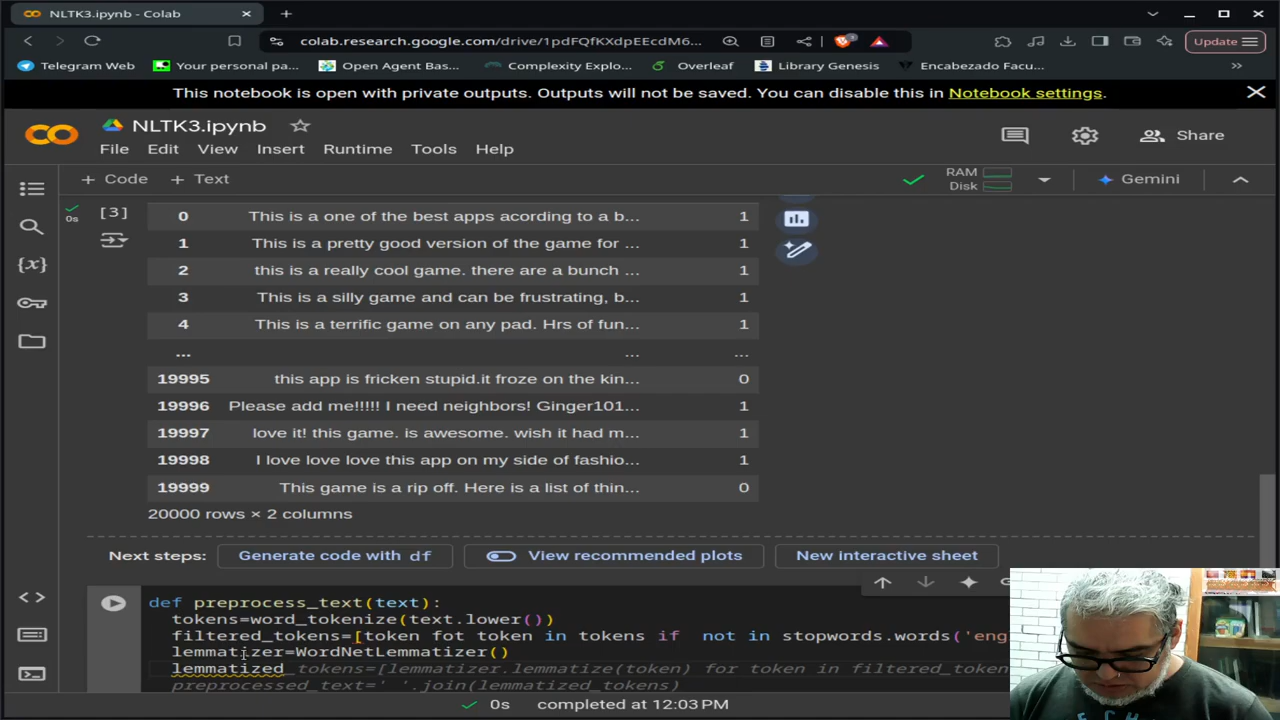 NLTK3.ipynb - Colab
colab.research.google.com/drive/1pdFQfKXdpEEcdM6...
Update
Telegram Web
Your personal pa...
Open Agent Bas...
Complexity Explo...
Overleaf
Library Genesis
Encabezado Facu...
This notebook is open with private outputs. Outputs will not be saved. You can disable this in Notebook settings.
NLTK3.ipynb
File Edit View Insert Runtime Tools Help
Share
+ Code + Text
RAM
Disk
Gemini
0s
[3]
0 This is a one of the best apps acording to a b... 1
1 This is a pretty good version of the game for ... 1
2 this is a really cool game. there are a bunch ... 1
3 This is a silly game and can be frustrating, b... 1
4 This is a terrific game on any pad. Hrs of fun... 1
... ... ...
19995 this app is fricken stupid.it froze on the kin... 0
19996 Please add me!!!!! I need neighbors! Ginger101... 1
19997 love it! this game. is awesome. wish it had m... 1
19998 I love love love this app on my side of fashio... 1
19999 This game is a rip off. Here is a list of thin... 0
20000 rows × 2 columns
Next steps: Generate code with df View recommended plots New interactive sheet
def preprocess_text(text):
tokens=word_tokenize(text.lower())
filtered_tokens=[token fot token in tokens if not in stopwords.words('eng
lemmatizer=WordNetLemmatizer()
lemmatized_tokens=[lemmatizer.lemmatize(token) for token in filtered_token
preprocessed_text=' '.join(lemmatized_tokens)
0s completed at 12:03 PM